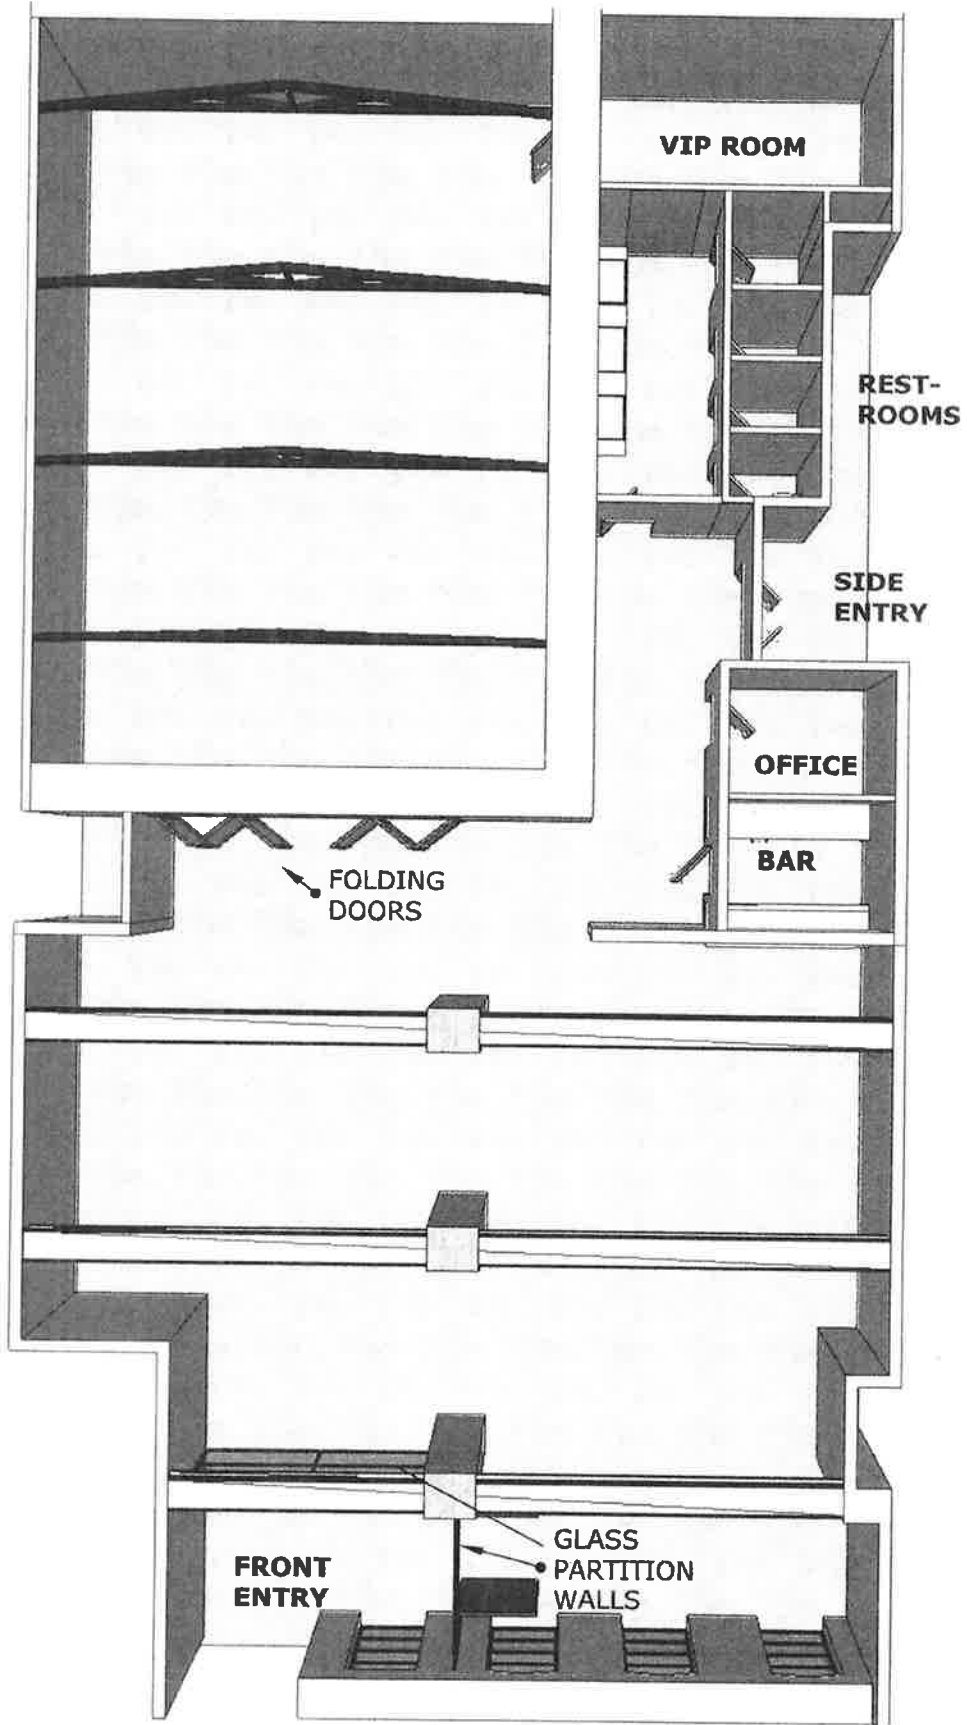 VIP ROOM
REST-
ROOMS
SIDE
ENTRY
OFFICE
BAR
FOLDING
DOORS
GLASS
PARTITION
WALLS
FRONT
ENTRY